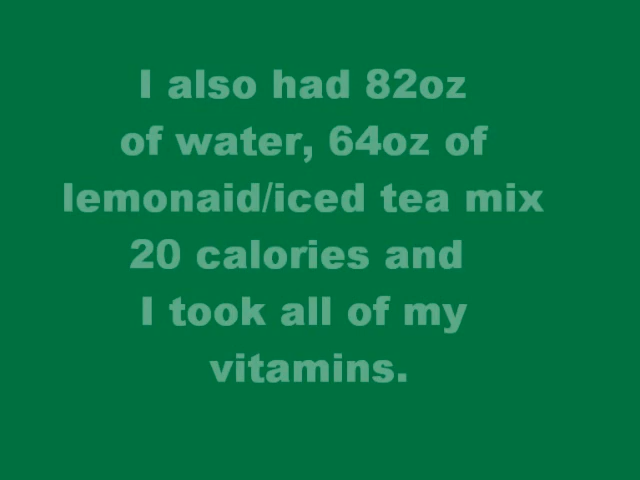 I also had 82oz
of water, 64oz of
lemonaid/iced tea mix
20 calories and
I took all of my
vitamins.